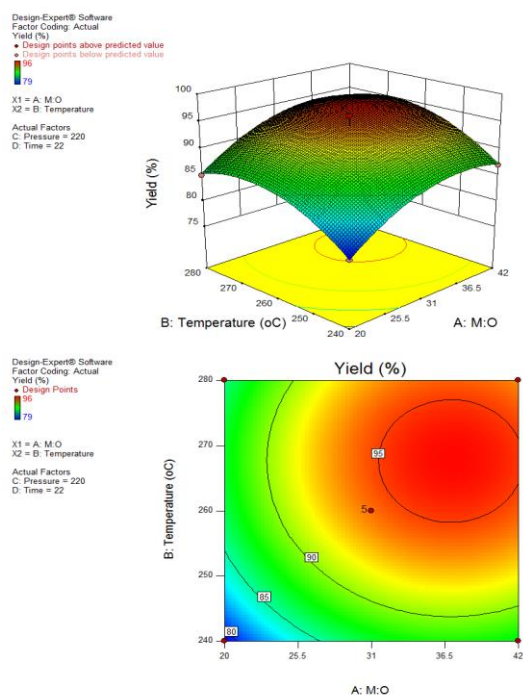 Design-Expert® Software
Factor Coding: Actual
Yield (%)
Design points above predicted value
Design points below predicted value
96
79
X1 = A: M:O
X2 = B: Temperature
Actual Factors
C: Pressure = 220
D: Time = 22
100
95
90
85
80
75
Yield (%)
280
270
260
250
240
20
25.5
31
36.5
42
B: Temperature (oC)
A: M:O
Design-Expert® Software
Factor Coding: Actual
Yield (%)
Design Points
96
79
X1 = A: M:O
X2 = B: Temperature
Actual Factors
C: Pressure = 220
D: Time = 22
Yield (%)
280
270
260
250
240
B: Temperature (oC)
95
5
90
85
80
20
25.5
31
36.5
42
A: M:O